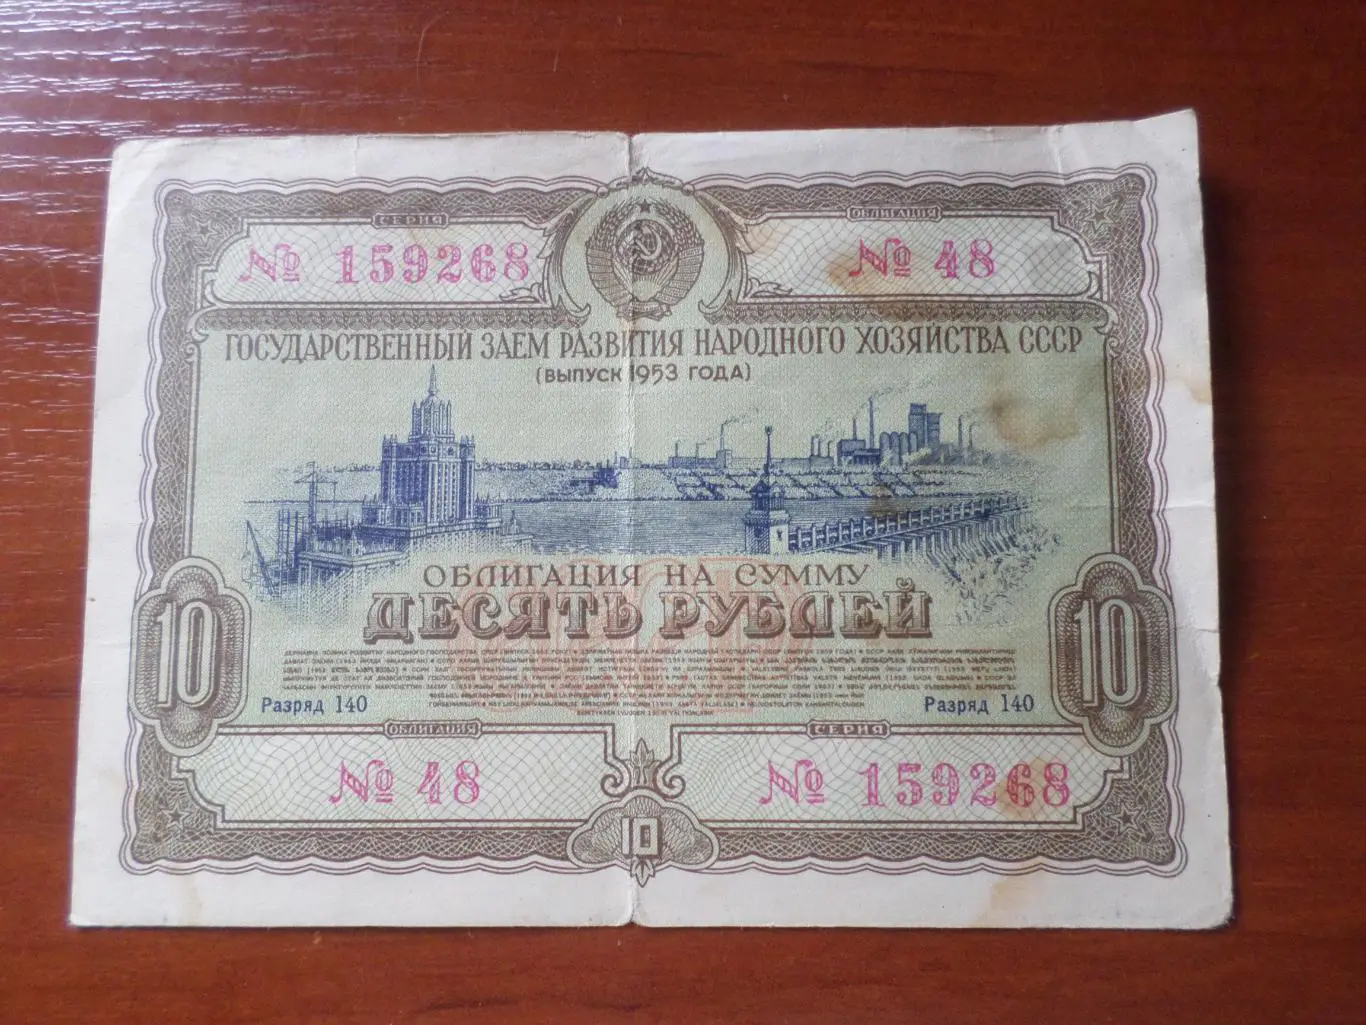 СЕРИЯ
ОБЛИГАЦИЯ
№ 159268
№ 48
ГОСУДАРСТВЕННЫЙ ЗАЕМ РАЗВИТИЯ НАРОДНОГО ХОЗЯЙСТВА СССР
(ВЫПУСК 1953 ГОДА)
ОБЛИГАЦИЯ НА СУММУ
ДЕСЯТЬ РУБЛЕЙ
10
10
Разряд 140
Разряд 140
ОБЛИГАЦИЯ
СЕРИЯ
№ 48
№ 159268
10